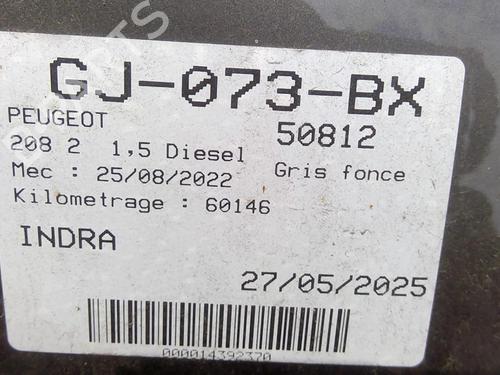 GJ-073-BX
PEUGEOT
50812
208 2 1,5 Diesel
Mec : 25/08/2022 Gris fonce
Kilometrage : 60146
INDRA
27/05/2025
000014392370